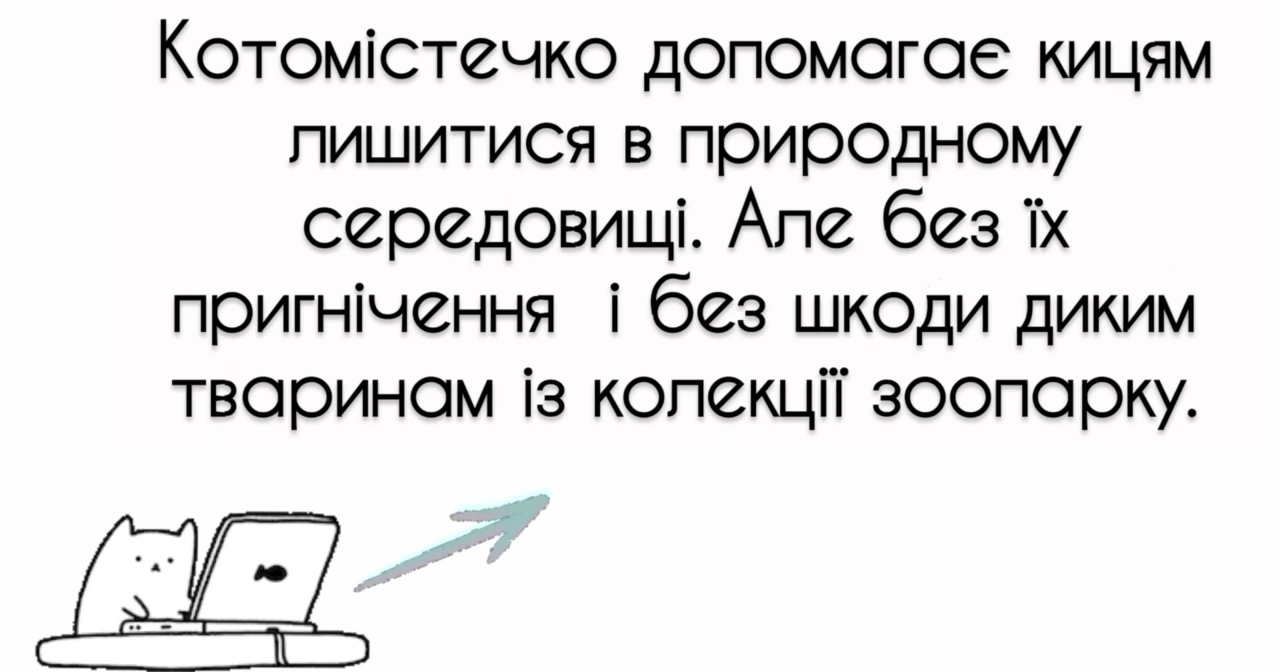 Котомістечко допомагає кицям
лишитися в природному
середовищі. Але без їх
пригнічення і без шкоди диким
тваринам із колекції зоопарку.